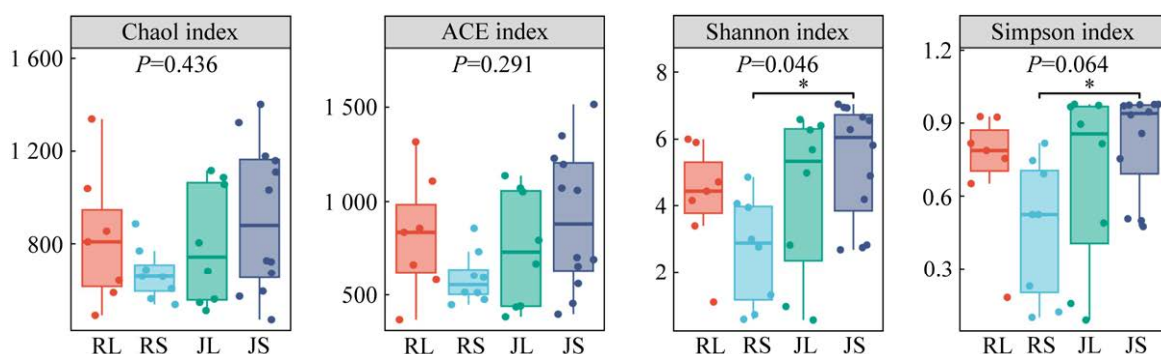 Chaol index
P=0.436
1 600
1 200
800
RL RS JL JS
ACE index
P=0.291
1 500
1 000
500
RL RS JL JS
Shannon index
P=0.046
*
8
6
4
2
RL RS JL JS
Simpson index
P=0.064
*
1.2
0.9
0.6
0.3
RL RS JL JS